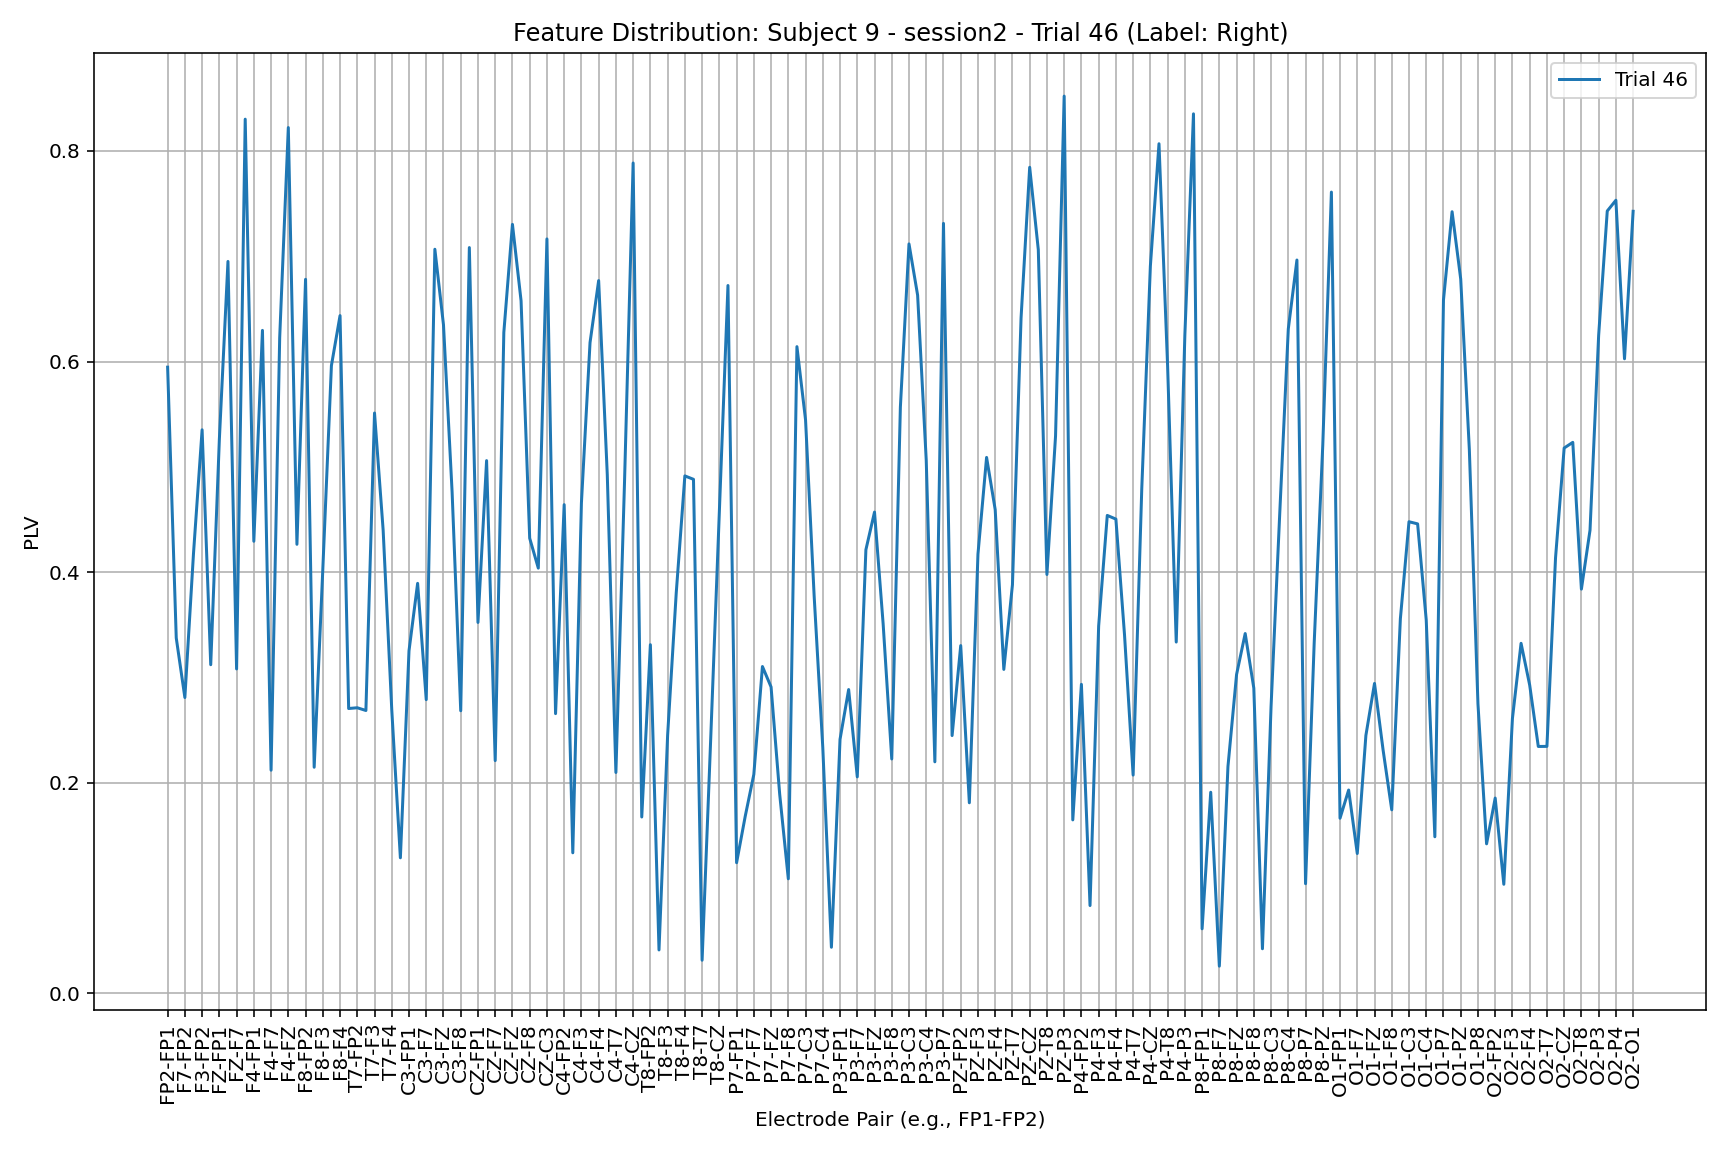 Feature Distribution: Subject 9 - session2 - Trial 46 (Label: Right)
Trial 46
PLV
0.8
0.6
0.4
0.2
0.0
FP2-FP1
F7-FP2
F3-FP2
FZ-FP1
FZ-F7
F4-FP1
F4-F7
F4-FZ
F8-FP2
F8-F3
F8-F4
T7-FP2
T7-F3
T7-F4
C3-FP1
C3-F7
C3-FZ
C3-F8
CZ-FP1
CZ-F7
CZ-FZ
CZ-F8
CZ-C3
C4-FP2
C4-F3
C4-F4
C4-T7
C4-CZ
T8-FP2
T8-F3
T8-F4
T8-T7
T8-CZ
P7-FP1
P7-F7
P7-FZ
P7-F8
P7-C3
P7-C4
P3-FP1
P3-F7
P3-FZ
P3-F8
P3-C3
P3-C4
P3-P7
PZ-FP2
PZ-F3
PZ-F4
PZ-T7
PZ-CZ
PZ-T8
PZ-P3
P4-FP2
P4-F3
P4-F4
P4-T7
P4-CZ
P4-T8
P4-P3
P8-FP1
P8-F7
P8-FZ
P8-F8
P8-C3
P8-C4
P8-P7
P8-PZ
O1-FP1
O1-F7
O1-FZ
O1-F8
O1-C3
O1-C4
O1-P7
O1-PZ
O1-P8
O2-FP2
O2-F3
O2-F4
O2-T7
O2-CZ
O2-T8
O2-P3
O2-P4
O2-O1
Electrode Pair (e.g., FP1-FP2)